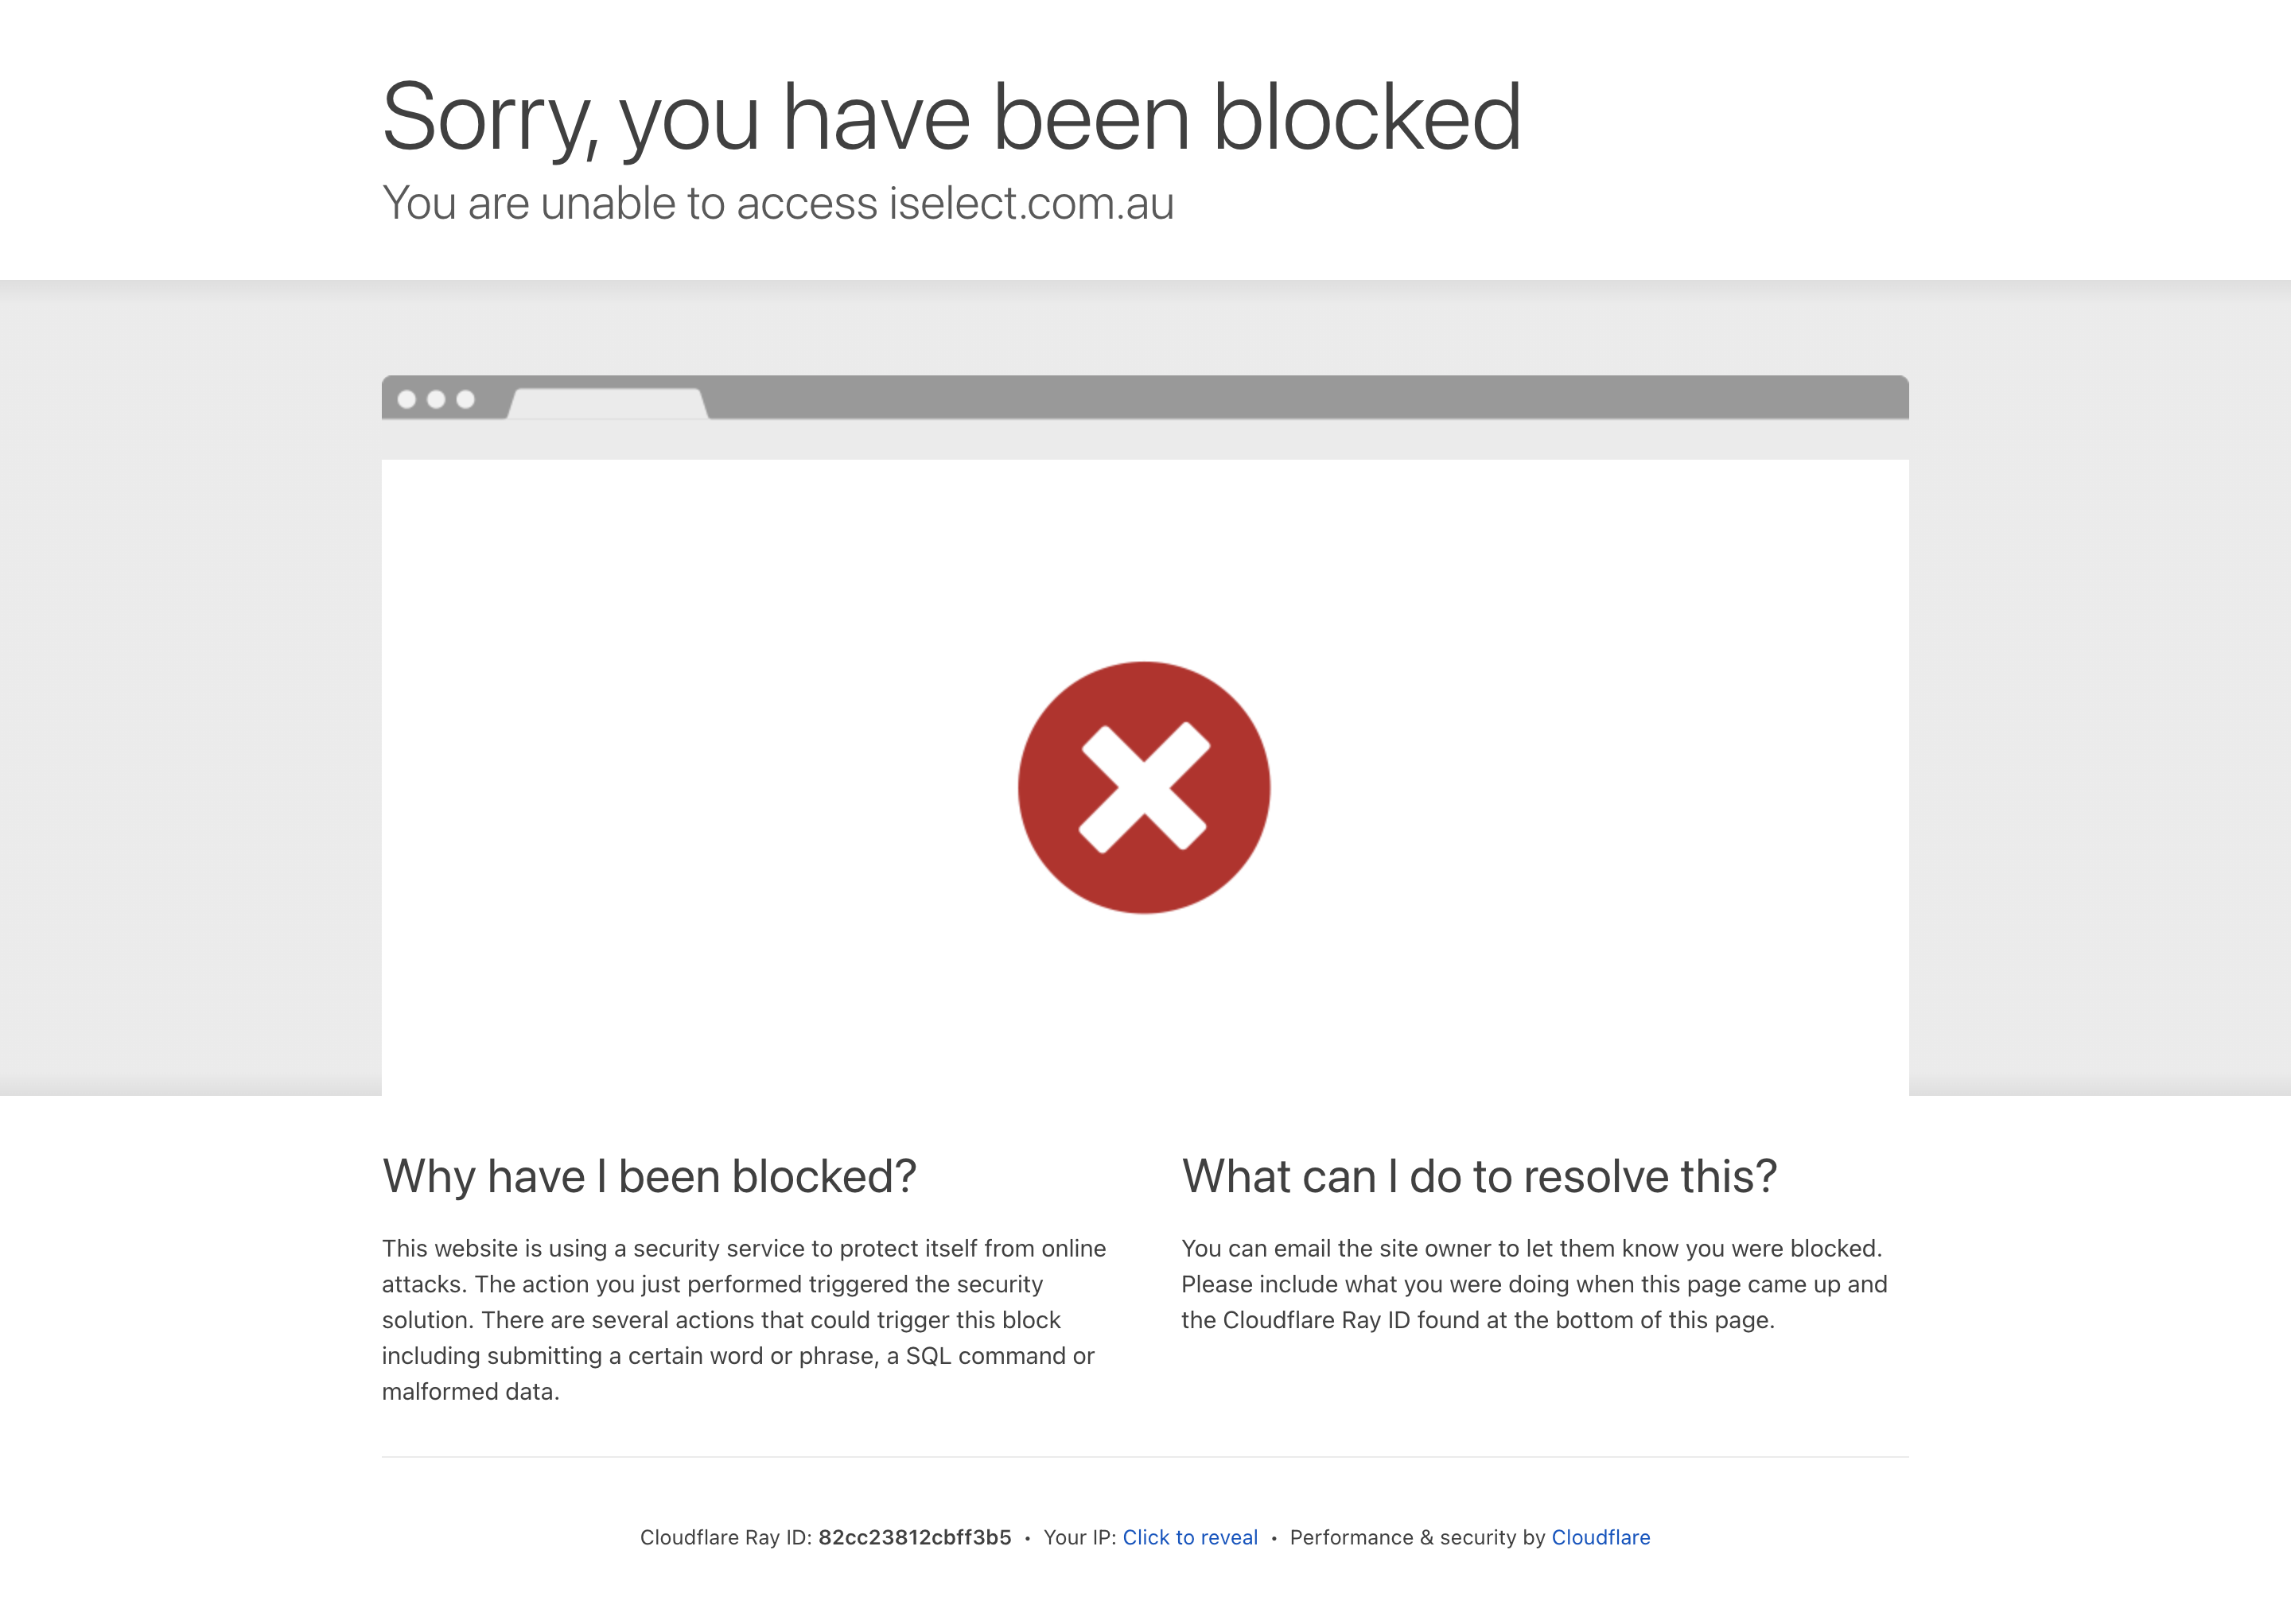 Sorry, you have been blocked
You are unable to access iselect.com.au
Why have I been blocked?
This website is using a security service to protect itself from online
attacks. The action you just performed triggered the security
solution. There are several actions that could trigger this block
including submitting a certain word or phrase, a SQL command or
malformed data.
What can I do to resolve this?
You can email the site owner to let them know you were blocked.
Please include what you were doing when this page came up and
the Cloudflare Ray ID found at the bottom of this page.
Cloudflare Ray ID: 82cc23812cbff3b5 • Your IP: Click to reveal • Performance & security by Cloudflare